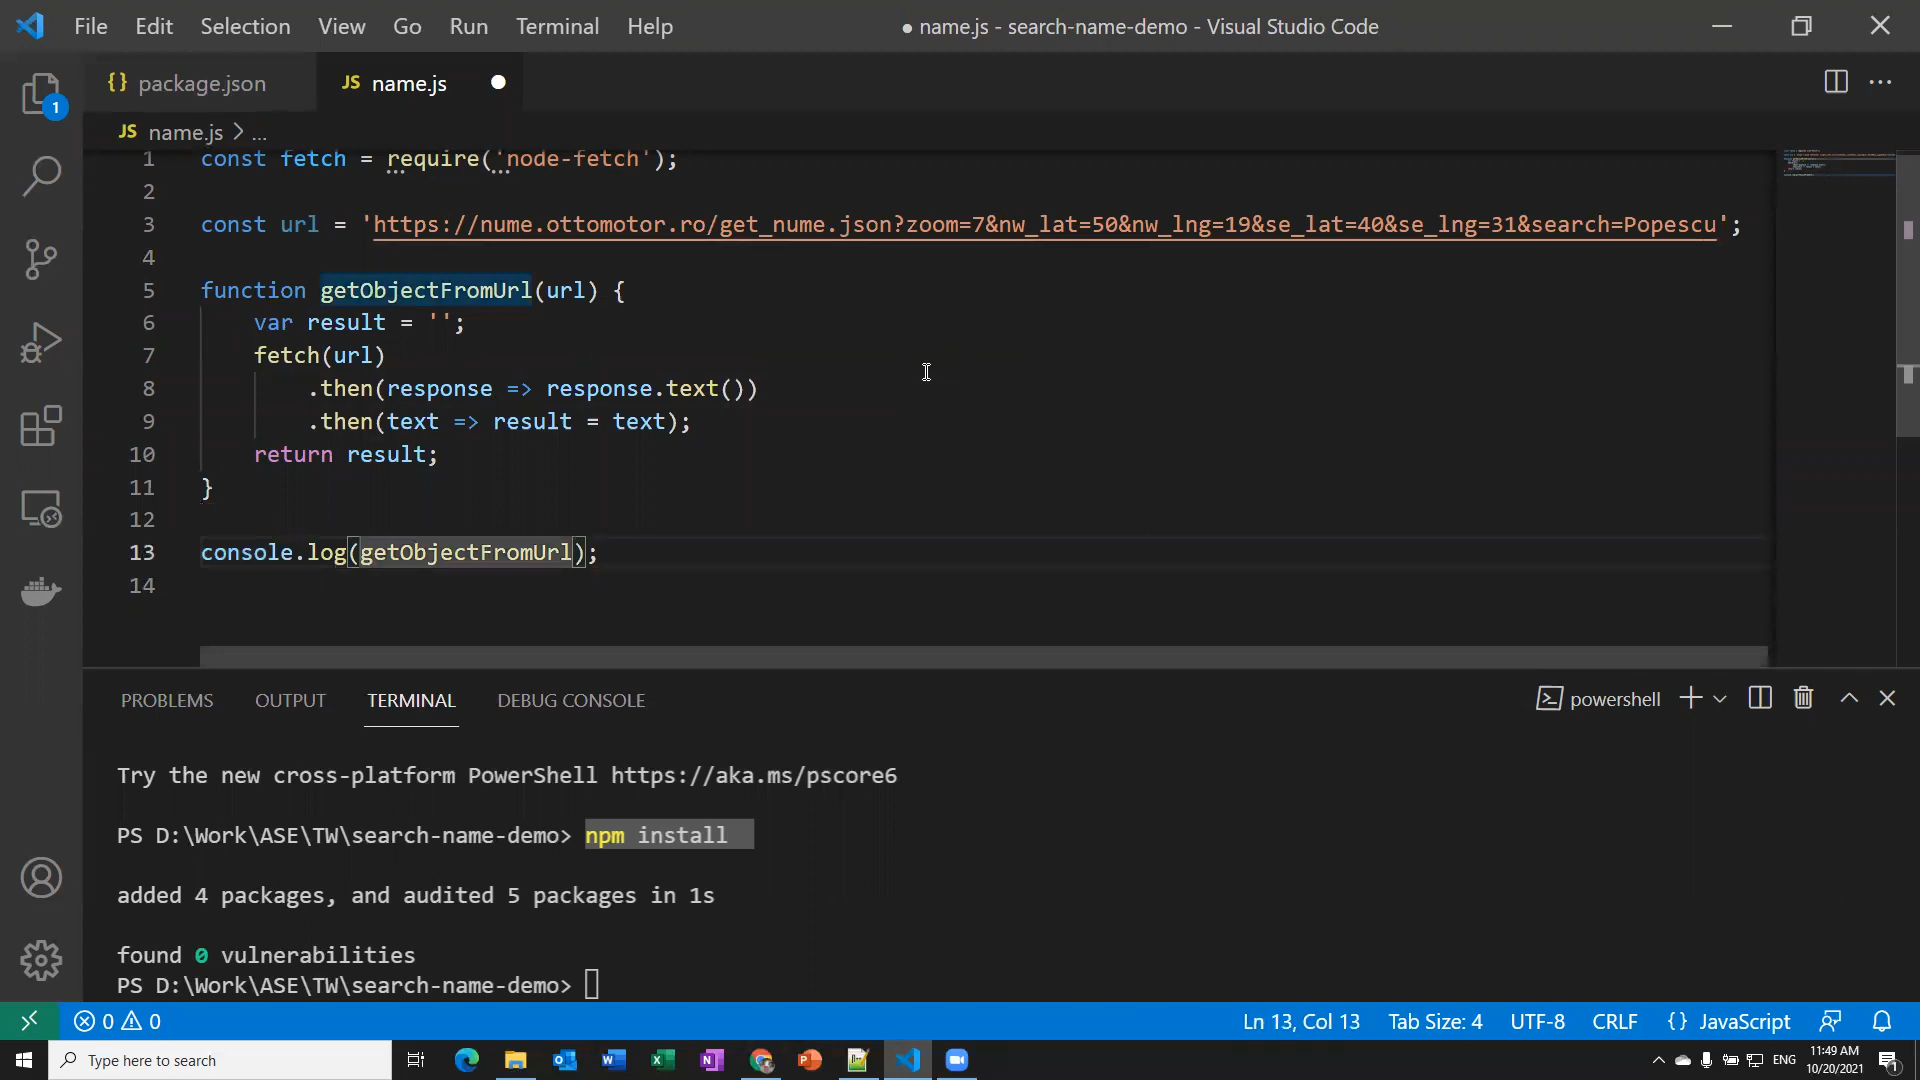 File Edit Selection View Go Run Terminal Help
● name.js - search-name-demo - Visual Studio Code
{} package.json
JS name.js
JS name.js > ...
1 const fetch = require('node-fetch');
2
3 const url = 'https://nume.ottomotor.ro/get_nume.json?zoom=7&nw_lat=50&nw_lng=19&se_lat=40&se_lng=31&search=Popescu';
4
5 function getObjectFromUrl(url) {
6 var result = '';
7 fetch(url)
8 .then(response => response.text())
9 .then(text => result = text);
10 return result;
11 }
12
13 console.log(getObjectFromUrl);
14
1
PROBLEMS OUTPUT TERMINAL DEBUG CONSOLE
powershell
Try the new cross-platform PowerShell https://aka.ms/pscore6
PS D:\Work\ASE\TW\search-name-demo> npm install
added 4 packages, and audited 5 packages in 1s
found 0 vulnerabilities
PS D:\Work\ASE\TW\search-name-demo>
0 0
Ln 13, Col 13 Tab Size: 4 UTF-8 CRLF {} JavaScript
Type here to search
ENG
11:49 AM
10/20/2021
1